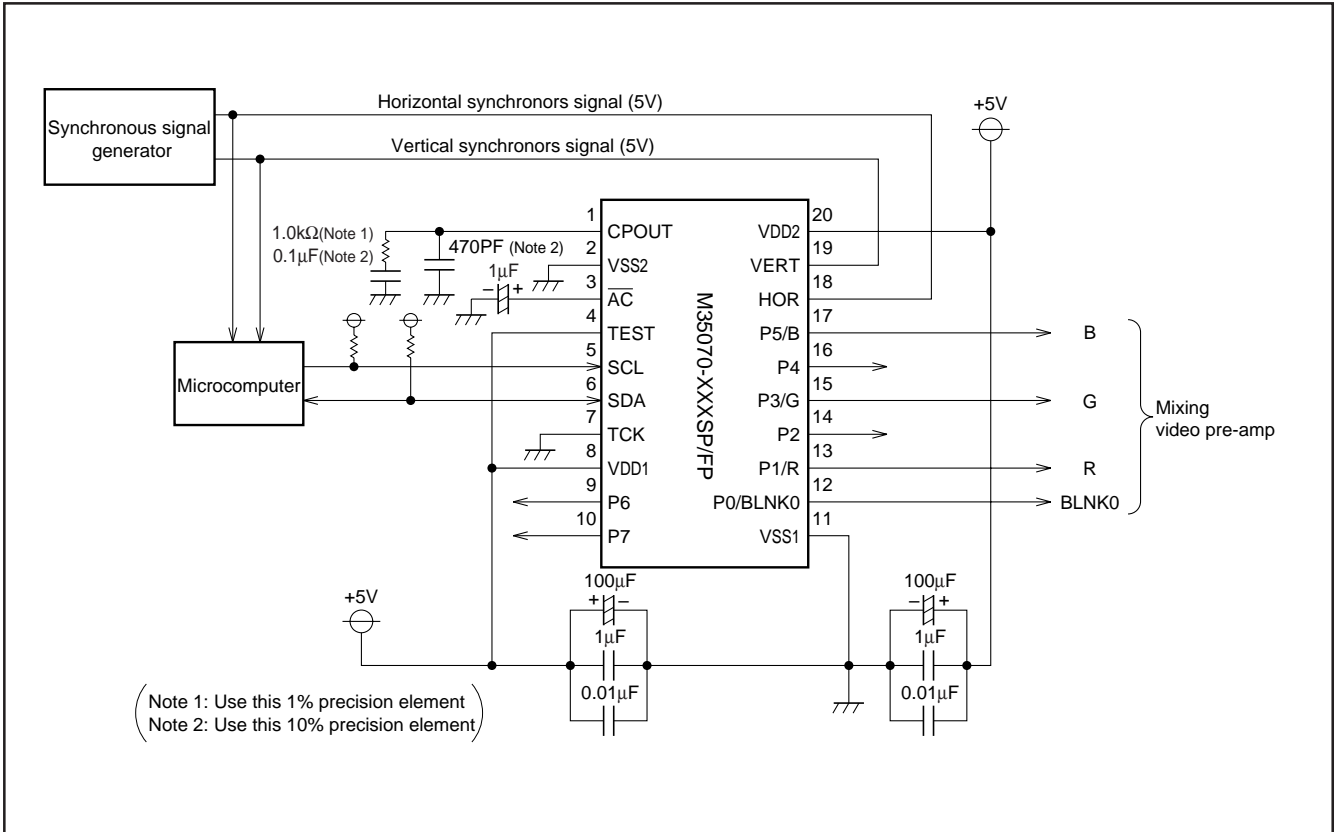 Horizontal synchronors signal (5V)
+5V
Synchronous signal
generator
Vertical synchronors signal (5V)
1.0kΩ(Note 1)
0.1µF(Note 2)
470PF (Note 2)
1µF
− +
Microcomputer
1 CPOUT
2 VSS2
3 AC
4 TEST
5 SCL
6 SDA
7 TCK
8 VDD1
9 P6
10 P7
M35070-XXXSP/FP
20 VDD2
19 VERT
18 HOR
17 P5/B
16 P4
15 P3/G
14 P2
13 P1/R
12 P0/BLNK0
11 VSS1
B
G
R
BLNK0
Mixing
video pre-amp
+5V
100µF
+ −
1µF
0.01µF
100µF
− +
1µF
0.01µF
Note 1: Use this 1% precision element
Note 2: Use this 10% precision element